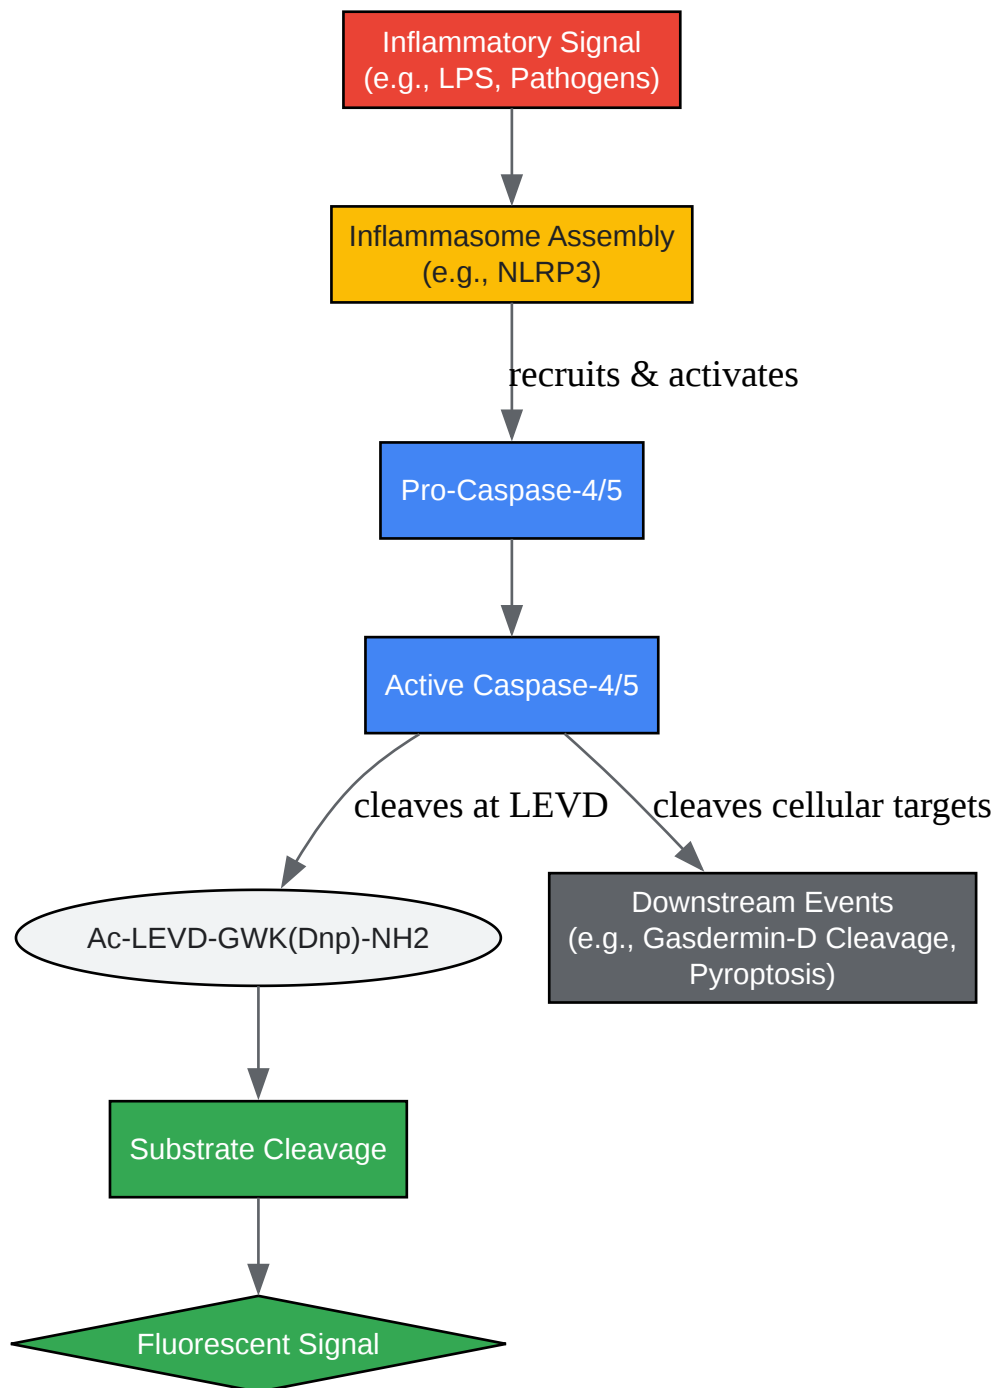 Inflammatory Signal
(e.g., LPS, Pathogens)
Inflammasome Assembly
(e.g., NLRP3)
recruits & activates
Pro-Caspase-4/5
Active Caspase-4/5
cleaves at LEVD
cleaves cellular targets
Ac-LEVD-GWK(Dnp)-NH2
Downstream Events
(e.g., Gasdermin-D Cleavage,
Pyroptosis)
Substrate Cleavage
Fluorescent Signal